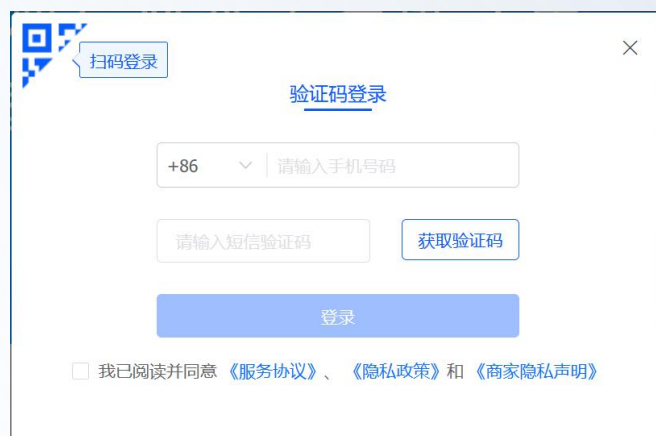 扫码登录
验证码登录
+86 请输入手机号码
请输入短信验证码 获取验证码
登录
我已阅读并同意 《服务协议》、 《隐私政策》和 《商家隐私声明》